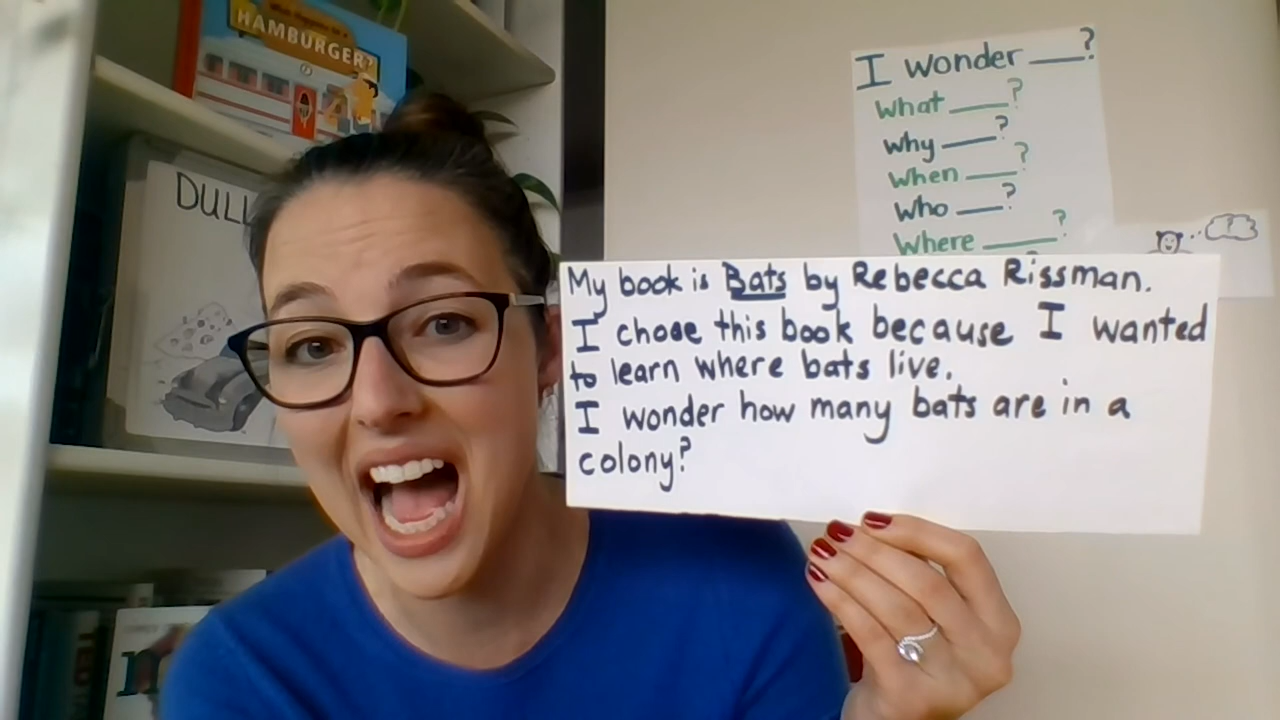 HAMBURGER?
DULL
I wonder ___?
What ___?
Why ___?
When ___?
Who ___?
Where ___?
?
My book is Bats by Rebecca Rissman.
I chose this book because I wanted
to learn where bats live.
I wonder how many bats are in a
colony?